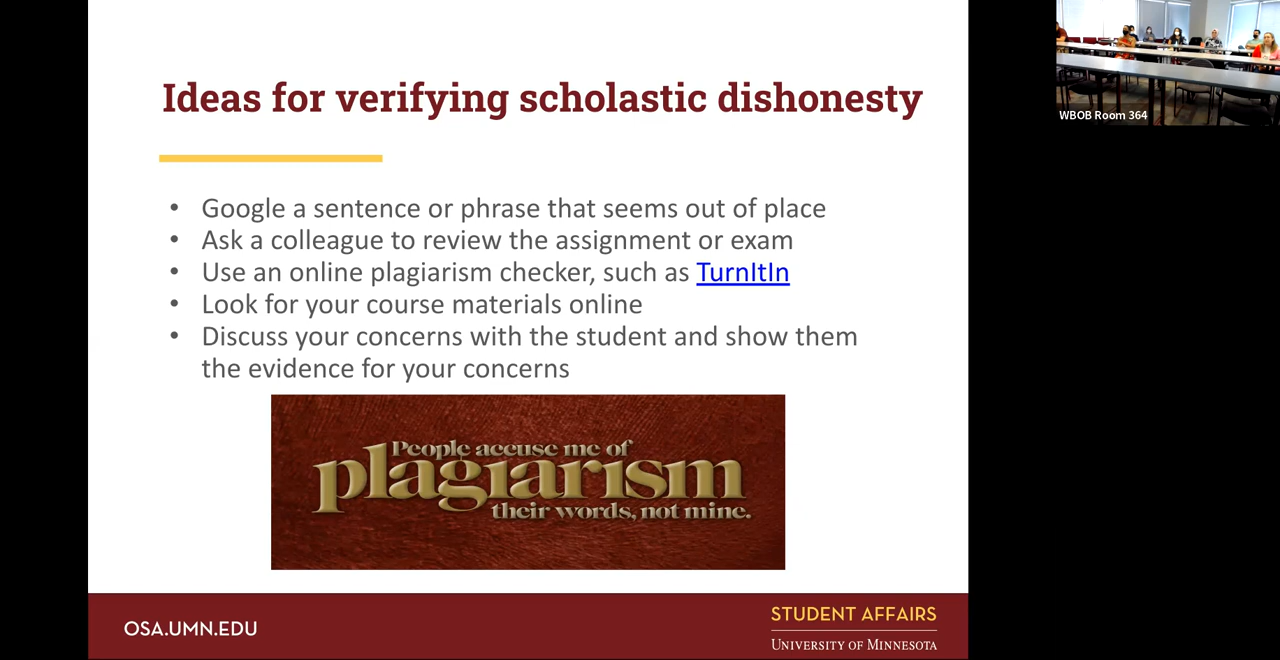 Ideas for verifying scholastic dishonesty
• Google a sentence or phrase that seems out of place
• Ask a colleague to review the assignment or exam
• Use an online plagiarism checker, such as TurnItIn
• Look for your course materials online
• Discuss your concerns with the student and show them
the evidence for your concerns
People accuse me of
plagiarism
their words, not mine.
OSA.UMN.EDU
STUDENT AFFAIRS
UNIVERSITY OF MINNESOTA
WBOB Room 364